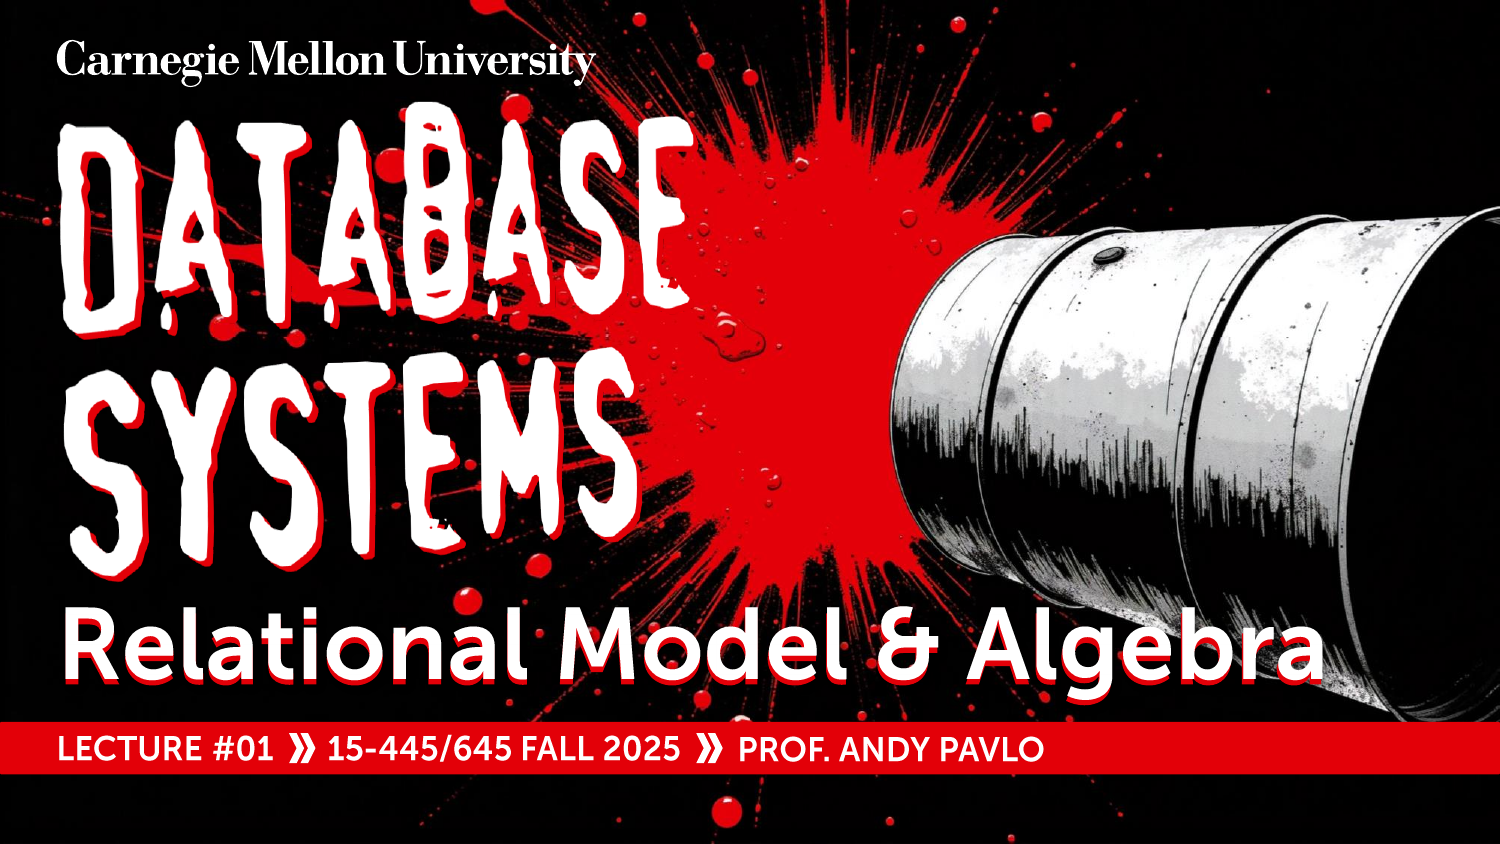 Carnegie Mellon University
DATABASE
SYSTEMS
Relational Model & Algebra
LECTURE #01 » 15-445/645 FALL 2025 » PROF. ANDY PAVLO